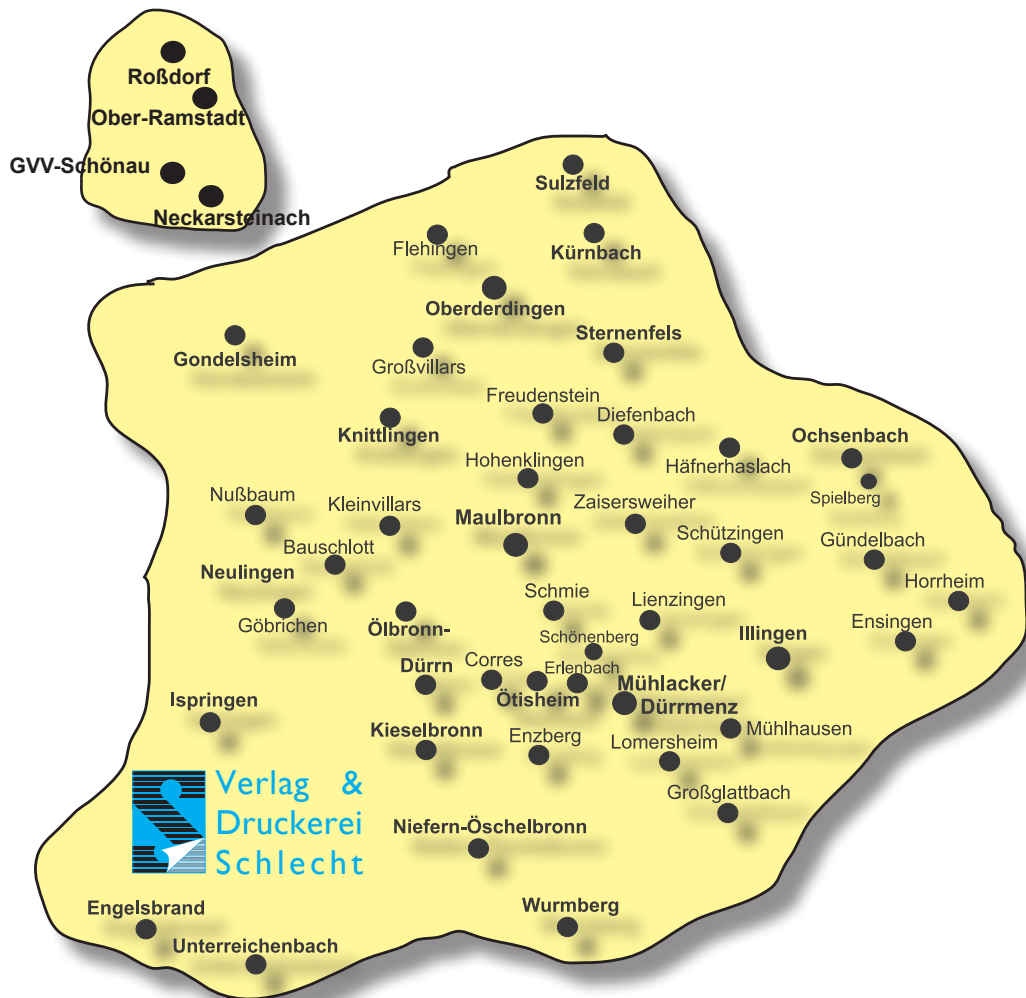 Roßdorf
Ober-Ramstadt
GVV-Schönau
Neckarsteinach
Sulzfeld
Flehingen
Kürnbach
Oberderdingen
Sternenfels
Gondelsheim
Großvillars
Freudenstein
Diefenbach
Knittlingen
Ochsenbach
Hohenklingen
Häfnerhaslach
Spielberg
Nußbaum
Kleinvillars
Zaisersweiher
Maulbronn
Schützingen
Gündelbach
Bauschlott
Neulingen
Horrheim
Schmie
Lienzingen
Göbrichen
Ölbronn-
Dürrn
Schönenberg
Illingen
Ensingen
Corres
Erlenbach
Ötisheim
Mühlacker/
Dürrmenz
Ispringen
Kieselbronn
Enzberg
Lomersheim
Mühlhausen
Großglattbach
Verlag &
Druckerei
Schlecht
Niefern-Öschelbronn
Engelsbrand
Wurmberg
Unterreichenbach